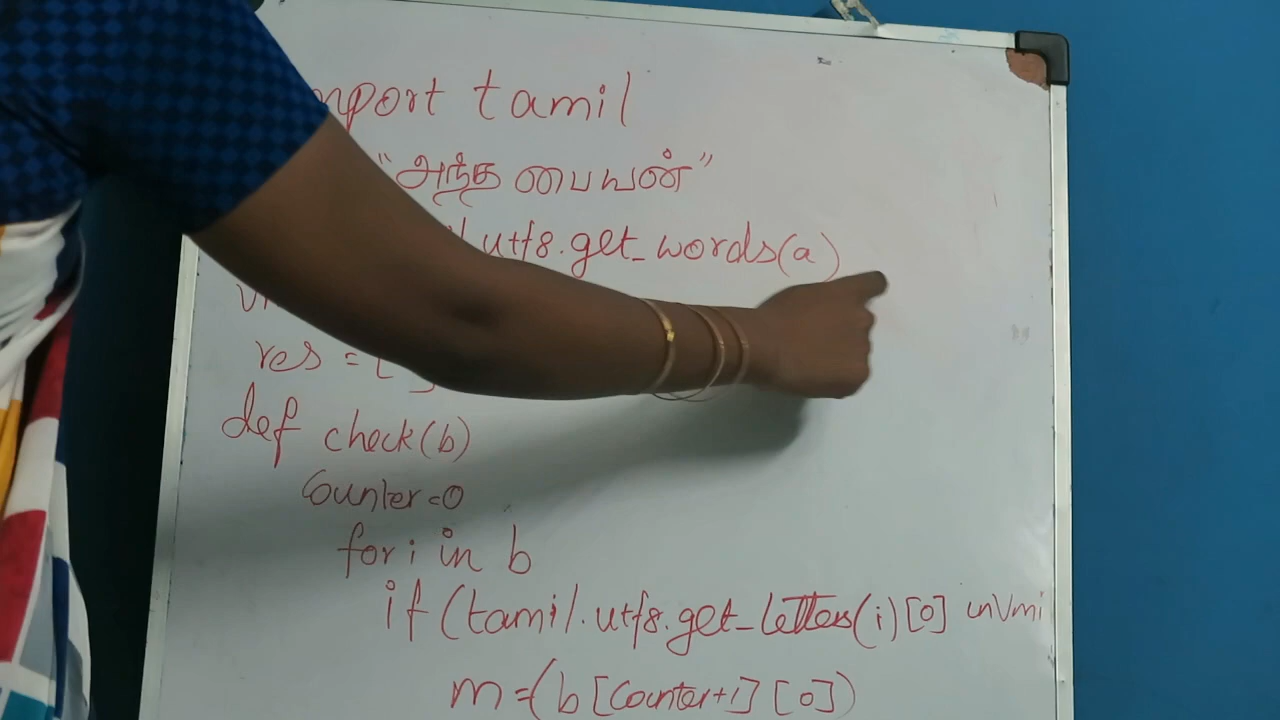 mport tamil
"அந்த பையன்"
l.utf8.get_words(a)
res = [ ]
def check(b)
Counter=0
for i in b
if (tamil.utf8.get_letters(i)[0] in Vmi
m=(b[Counter+1][0])